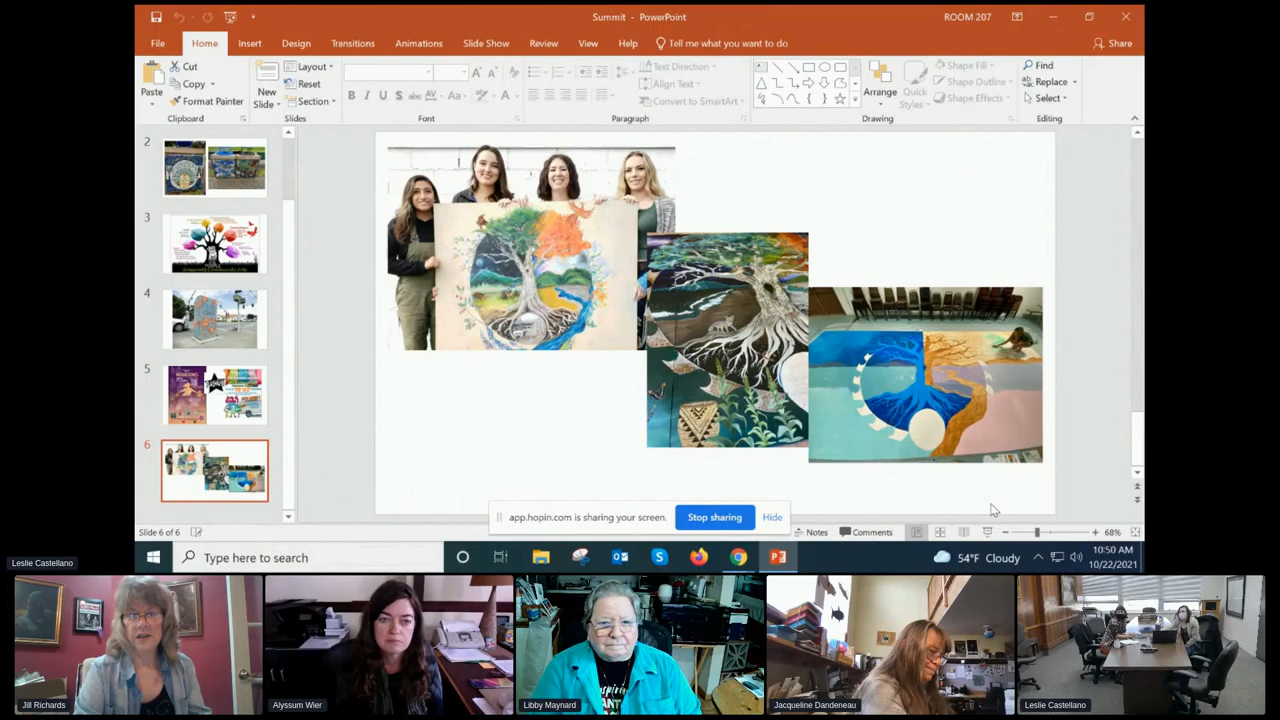 Summit - PowerPoint
ROOM 207
File Home Insert Design Transitions Animations Slide Show Review View Help Tell me what you want to do Share
Paste
Cut
Copy
Format Painter
Clipboard
New
Slide
Layout
Reset
Section
Slides
B I U S abc AV Aa A
Font
Text Direction
Align Text
Convert to SmartArt
Paragraph
Arrange
Quick
Styles
Shape Fill
Shape Outline
Shape Effects
Drawing
Find
Replace
Select
Editing
2
3
4
5
6
app.hopin.com is sharing your screen.
Stop sharing
Hide
Slide 6 of 6
Notes
Comments
68%
Type here to search
54°F Cloudy
10:50 AM
10/22/2021
Leslie Castellano
Jill Richards
Alyssum Wier
Libby Maynard
Jacqueline Dandeneau
Leslie Castellano